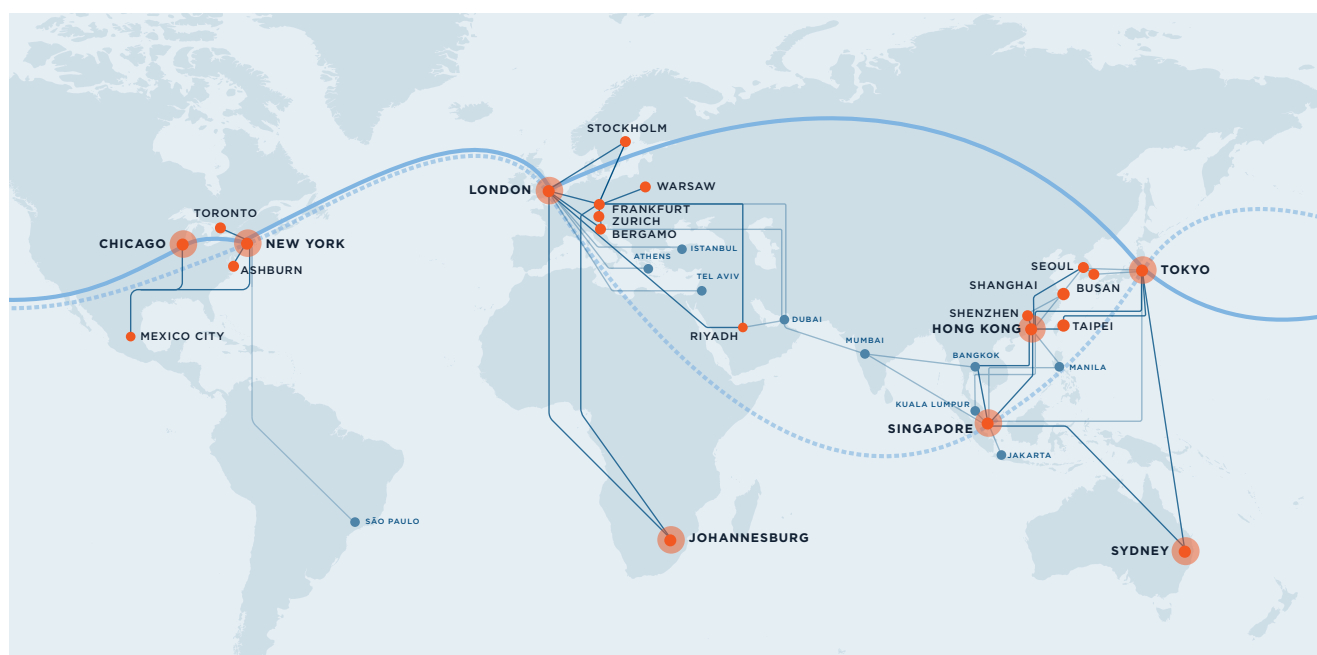 STOCKHOLM
LONDON
WARSAW
FRANKFURT
ZURICH
BERGAMO
TORONTO
CHICAGO
NEW YORK
ASHBURN
ISTANBUL
ATHENS
TEL AVIV
SEOUL
TOKYO
SHANGHAI
BUSAN
SHENZHEN
HONG KONG
TAIPEI
DUBAI
RIYADH
MEXICO CITY
MUMBAI
BANGKOK
MANILA
KUALA LUMPUR
SINGAPORE
JAKARTA
SÃO PAULO
JOHANNESBURG
SYDNEY